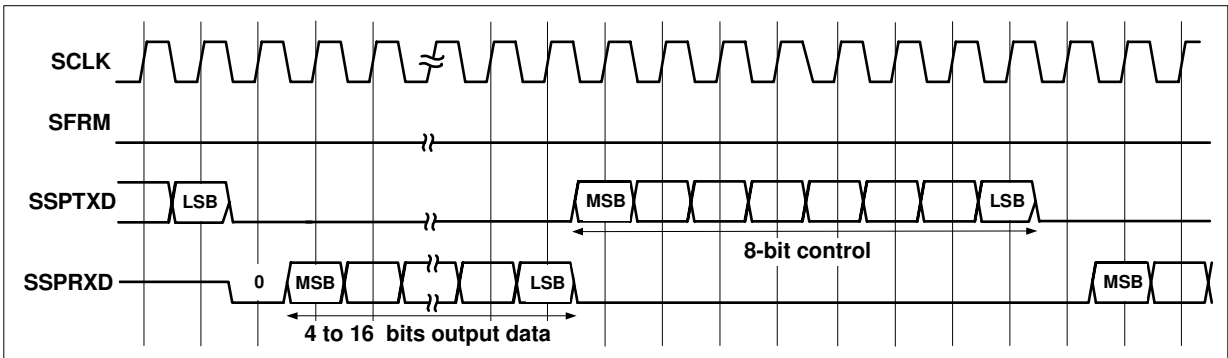 SCLK
SFRM
SSPTXD LSB MSB LSB
8-bit control
SSPRXD 0 MSB LSB MSB
4 to 16 bits output data